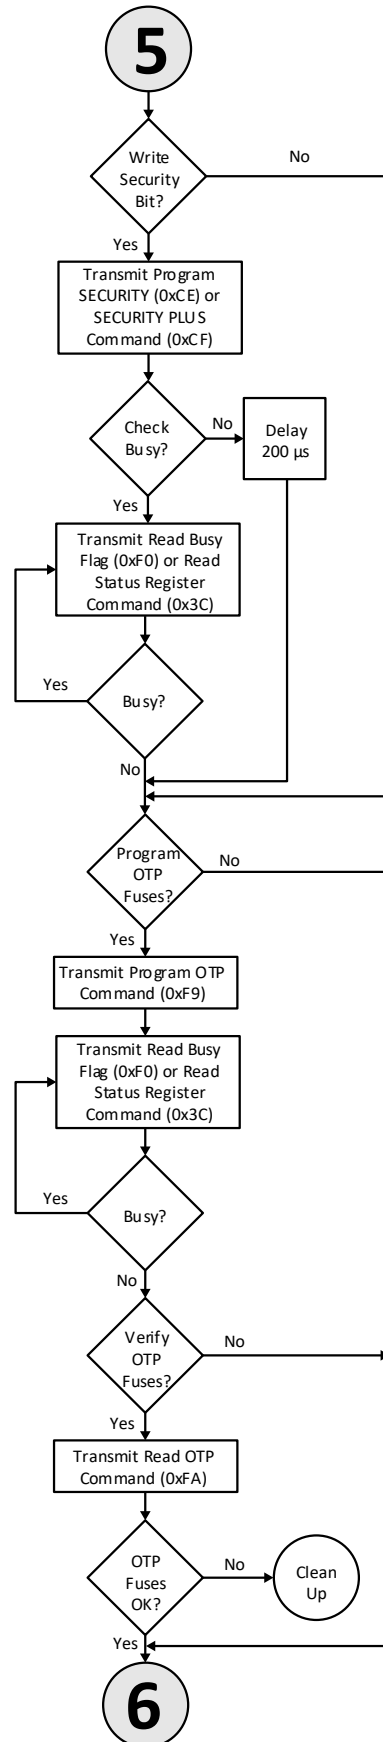 5
Write
Security
Bit?
No
Yes
Transmit Program
SECURITY (0xCE) or
SECURITY PLUS
Command (0xCF)
Check
Busy?
No
Delay
200 µs
Yes
Transmit Read Busy
Flag (0xF0) or Read
Status Register
Command (0x3C)
Yes
Busy?
No
Program
OTP
Fuses?
No
Yes
Transmit Program OTP
Command (0xF9)
Transmit Read Busy
Flag (0xF0) or Read
Status Register
Command (0x3C)
Yes
Busy?
No
Verify
OTP
Fuses?
No
Yes
Transmit Read OTP
Command (0xFA)
OTP
Fuses
OK?
No
Clean
Up
Yes
6